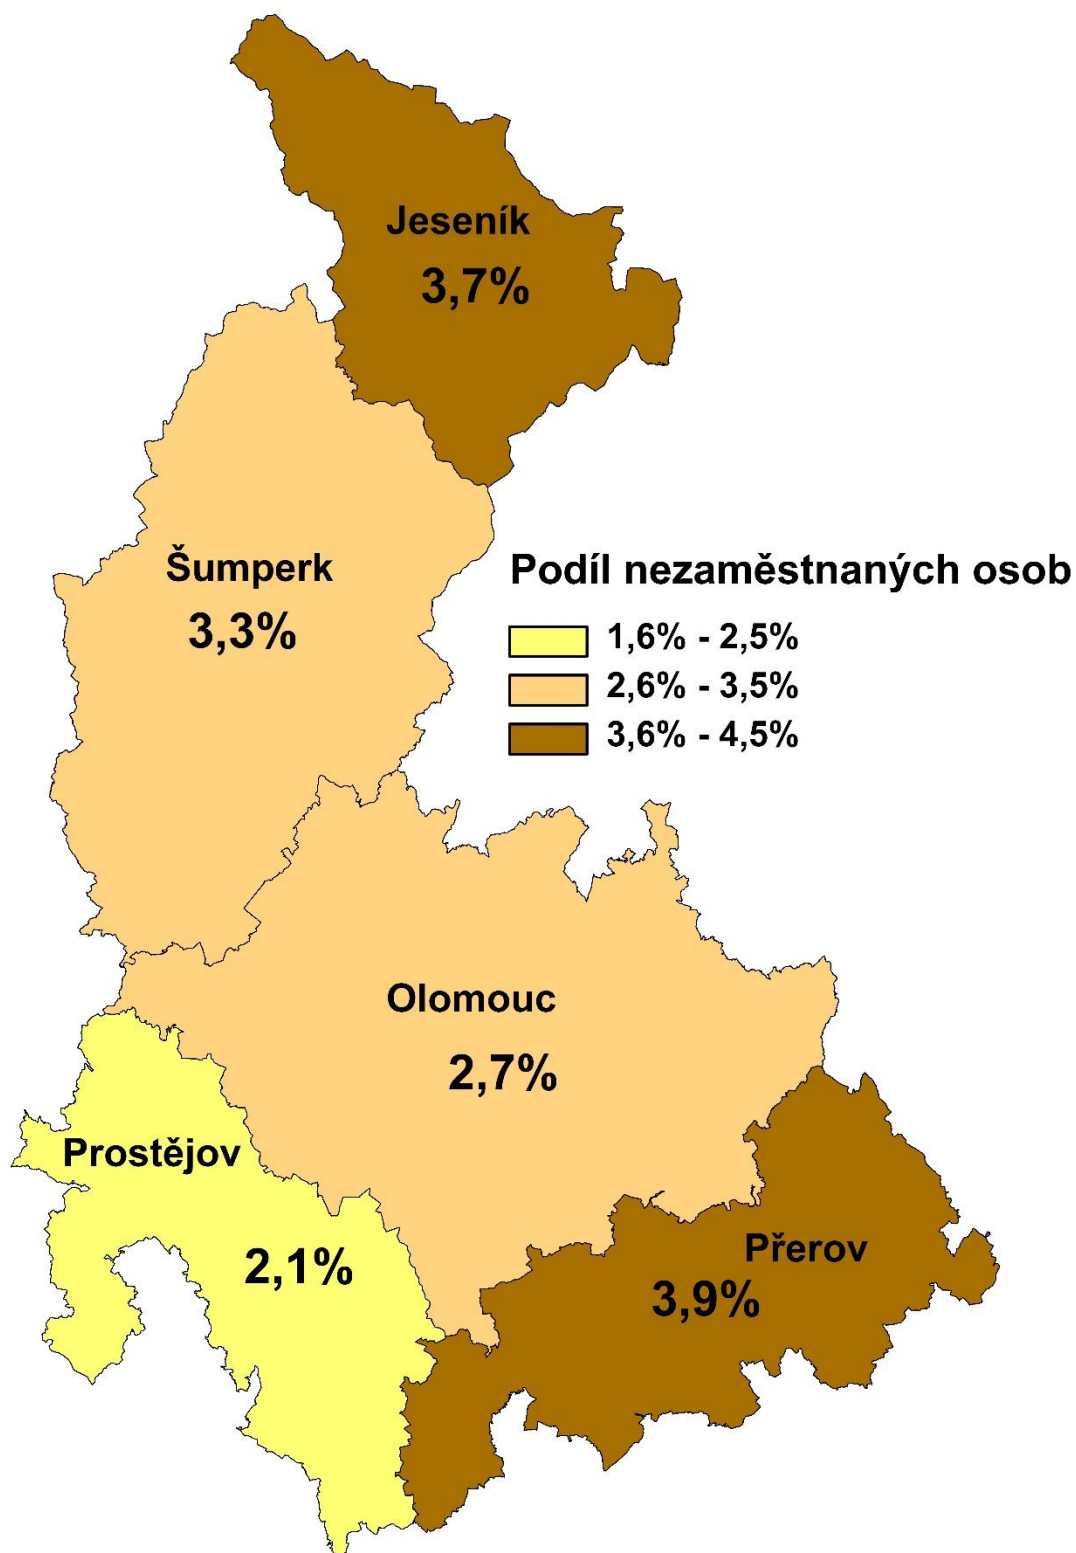 Jeseník
3,7%
Šumperk
3,3%
Podíl nezaměstnaných osob
1,6% - 2,5%
2,6% - 3,5%
3,6% - 4,5%
Olomouc
2,7%
Prostějov
2,1%
Přerov
3,9%